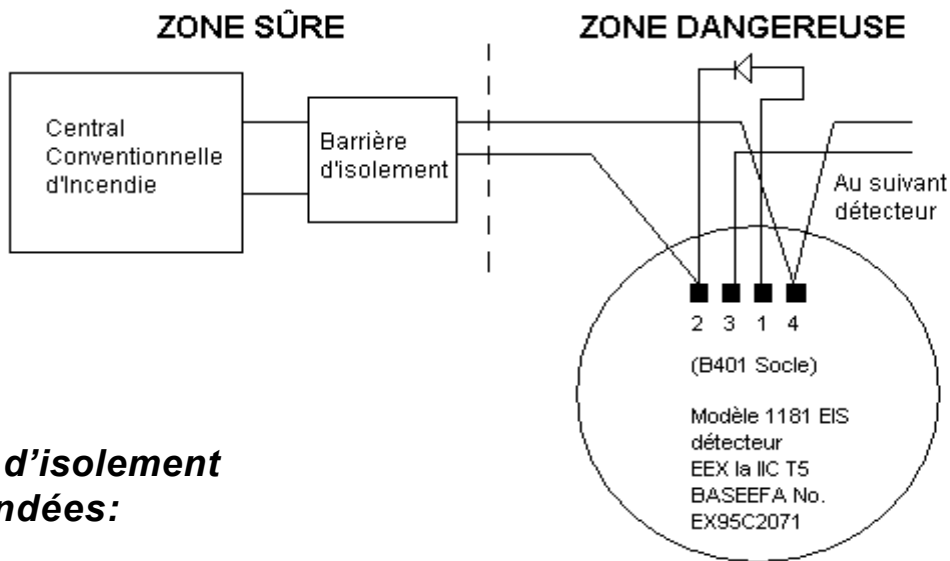 ZONE SÛRE
ZONE DANGEREUSE
Central
Conventionnelle
d'Incendie
Barrière
d'isolement
Au suivant
détecteur
2 3 1 4
(B401 Socle)
Modèle 1181 EIS
détecteur
EEX Ia IIC T5
BASEEFA No.
EX95C2071
d’isolement
ndées: